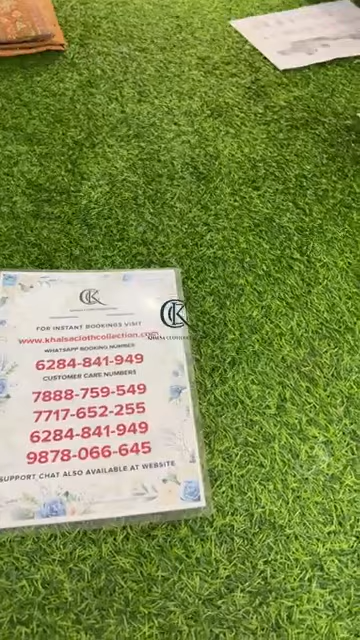 CK
FOR INSTANT BOOKINGS VISIT
www.khalsaclothcollection.com
WHATSAPP BOOKING NUMBER
6284-841-949
CUSTOMER CARE NUMBERS
7888-759-549
7717-652-255
6284-841-949
9878-066-645
SUPPORT CHAT ALSO AVAILABLE AT WEBSITE
CK